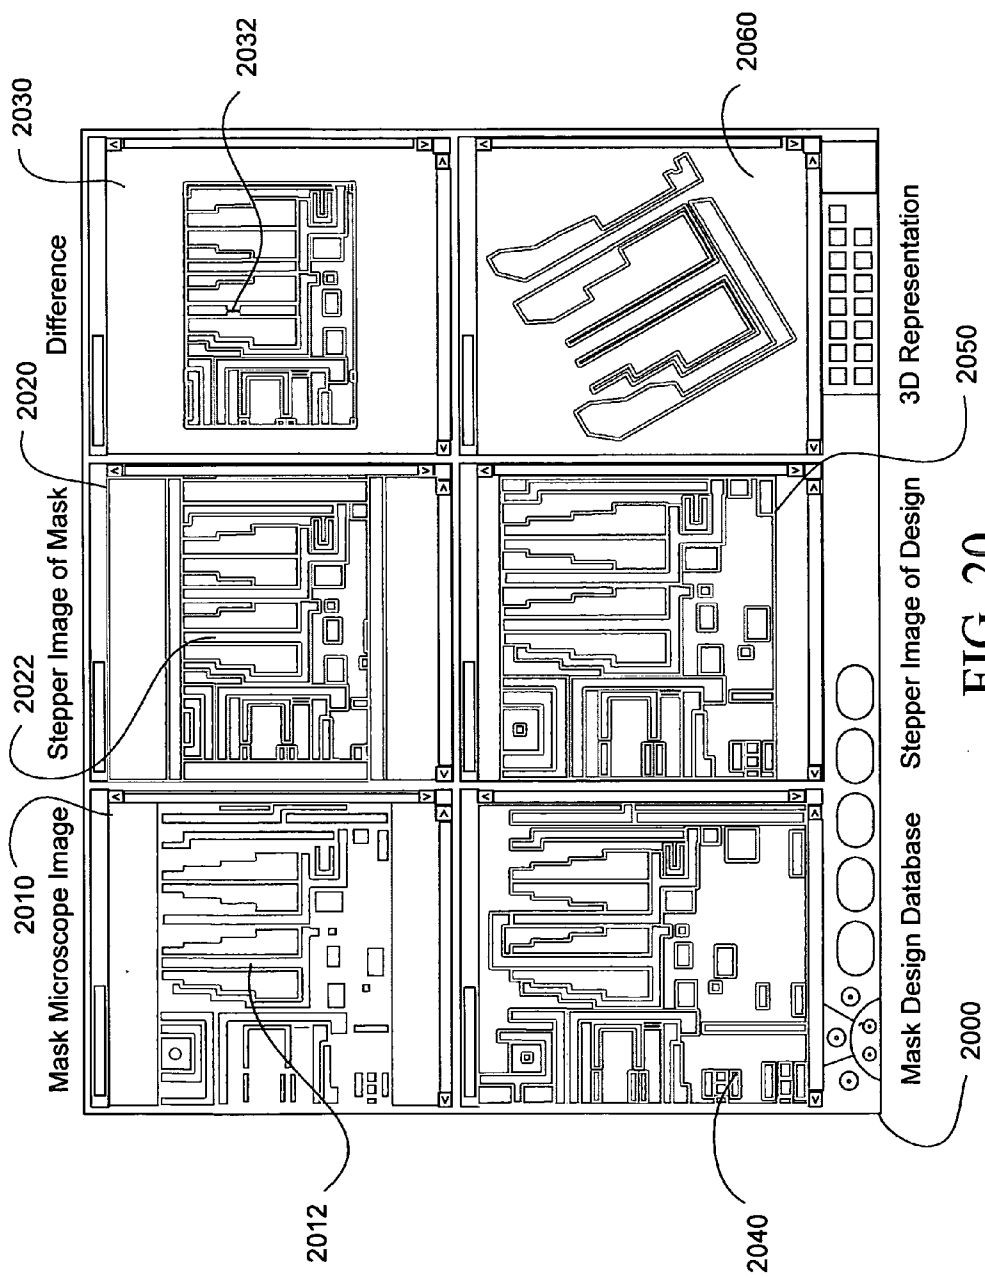 2010
Mask Microscope Image
2022
Stepper Image of Mask
2020
Difference
2030
2032
2012
2060
2040
2000
Mask Design Database
Stepper Image of Design
2050
3D Representation
FIG. 20